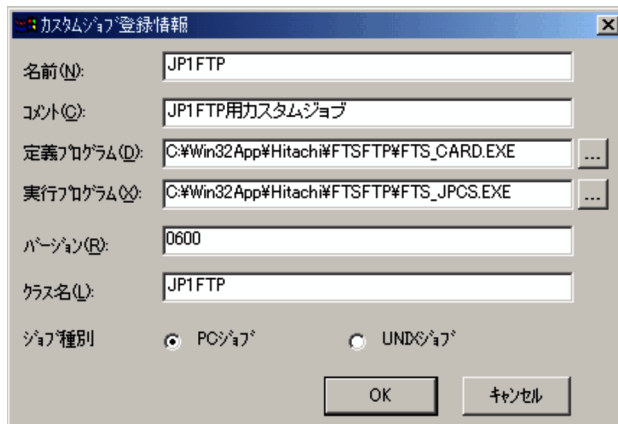 ｶｽﾀﾑｼﾞｮﾌﾞ登録情報
名前(N):
JP1FTP
ｺﾒﾝﾄ(C):
JP1FTP用カスタムジョブ
定義ﾌﾟﾛｸﾞﾗﾑ(D):
C:¥Win32App¥Hitachi¥FTSFTP¥FTS_CARD.EXE
...
実行ﾌﾟﾛｸﾞﾗﾑ(X):
C:¥Win32App¥Hitachi¥FTSFTP¥FTS_JPCS.EXE
...
ﾊﾞｰｼﾞｮﾝ(R):
0600
ｸﾗｽ名(L):
JP1FTP
ｼﾞｮﾌﾞ種別
PCｼﾞｮﾌﾞ
UNIXｼﾞｮﾌﾞ
OK
ｷｬﾝｾﾙ